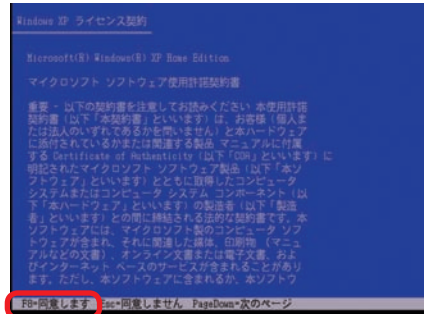 Windows XP ライセンス契約
Microsoft(R) Windows(R) XP Home Edition
マイクロソフト ソフトウェア使用許諾契約書
重要 - 以下の契約書を注意してお読みください 本使用許諾
契約書（以下「本契約書」といいます）は、お客様（個人ま
たは法人のいずれであるかを問いません）と本ハードウェア
に添付されているかまたは関連する製品 マニュアルに付属
する Certificate of Authenticity（以下「COA」といいます）に
明記されたマイクロソフト ソフトウェア製品（以下「本ソ
フトウェア」といいます）とともに取得したコンピュータ
システムまたはコンピュータ システム コンポーネント（以
下「本ハードウェア」といいます）の製造者（以下「製造
者」といいます）との間に締結される法的な契約書です。本
ソフトウェアには、マイクロソフト製のコンピュータ ソフ
トウェアが含まれ、それに関連した媒体、印刷物（マニュ
アルなどの文書）、オンライン文書または電子文書、およ
びインターネット ベースのサービスが含まれることがあり
ます。ただし、本ソフトウェアに含まれるか、本ソフトウ
F8=同意します Esc=同意しません PageDown=次のページ